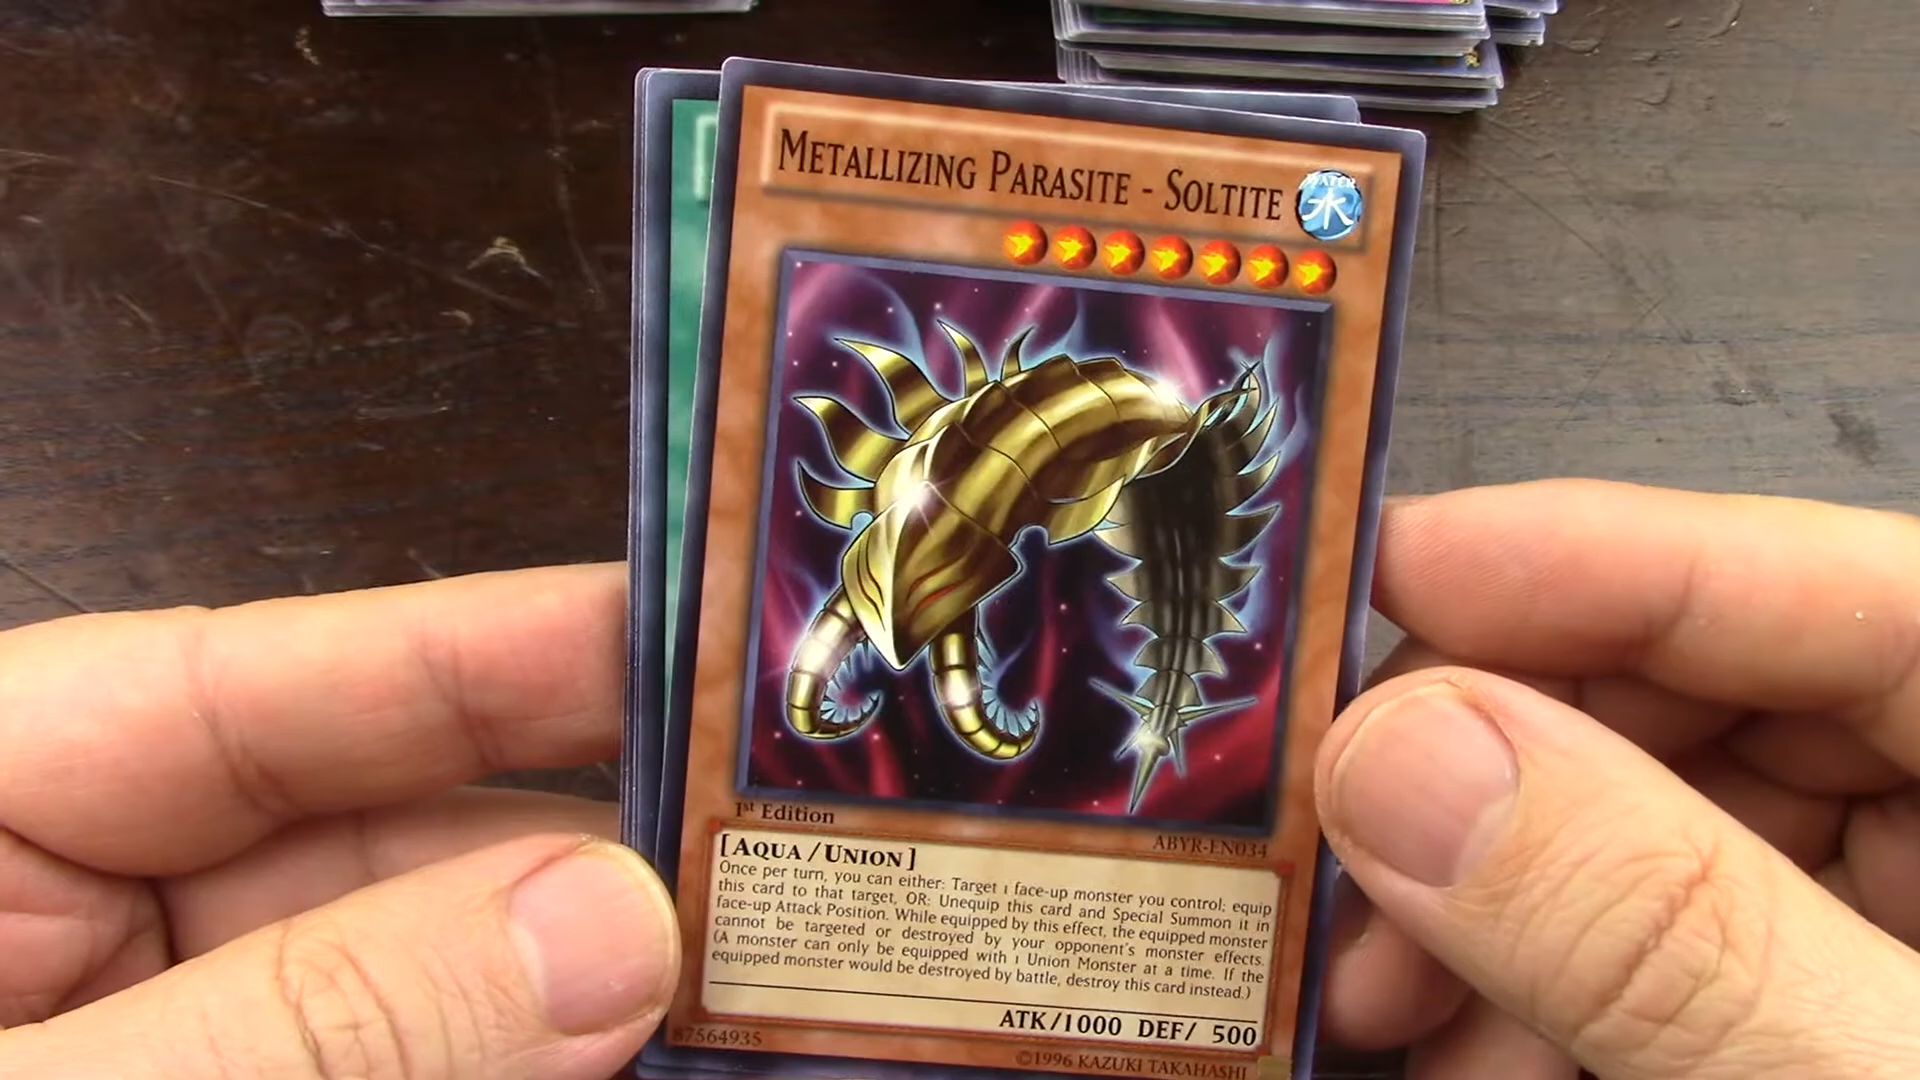 METALLIZING PARASITE - SOLTITE
WATER
水
1st Edition
ABYR-EN034
[AQUA/UNION]
Once per turn, you can either: Target 1 face-up monster you control; equip
this card to that target, OR: Unequip this card and Special Summon it in
face-up Attack Position. While equipped by this effect, the equipped monster
cannot be targeted or destroyed by your opponent's monster effects.
(A monster can only be equipped with 1 Union Monster at a time. If the
equipped monster would be destroyed by battle, destroy this card instead.)
ATK/1000 DEF/ 500
87564935
©1996 KAZUKI TAKAHASHI